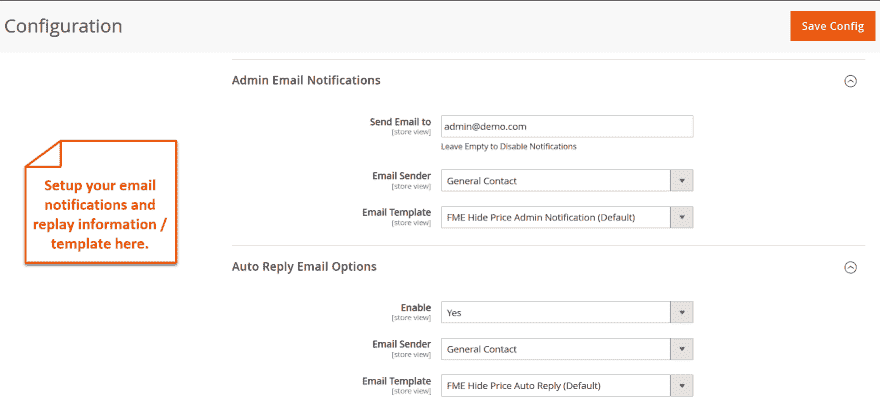 Configuration
Save Config
Admin Email Notifications
Send Email to
[store view]
admin@demo.com
Leave Empty to Disable Notifications
Email Sender
[store view]
General Contact
Email Template
[store view]
FME Hide Price Admin Notification (Default)
Setup your email
notifications and
replay information /
template here.
Auto Reply Email Options
Enable
[store view]
Yes
Email Sender
[store view]
General Contact
Email Template
[store view]
FME Hide Price Auto Reply (Default)